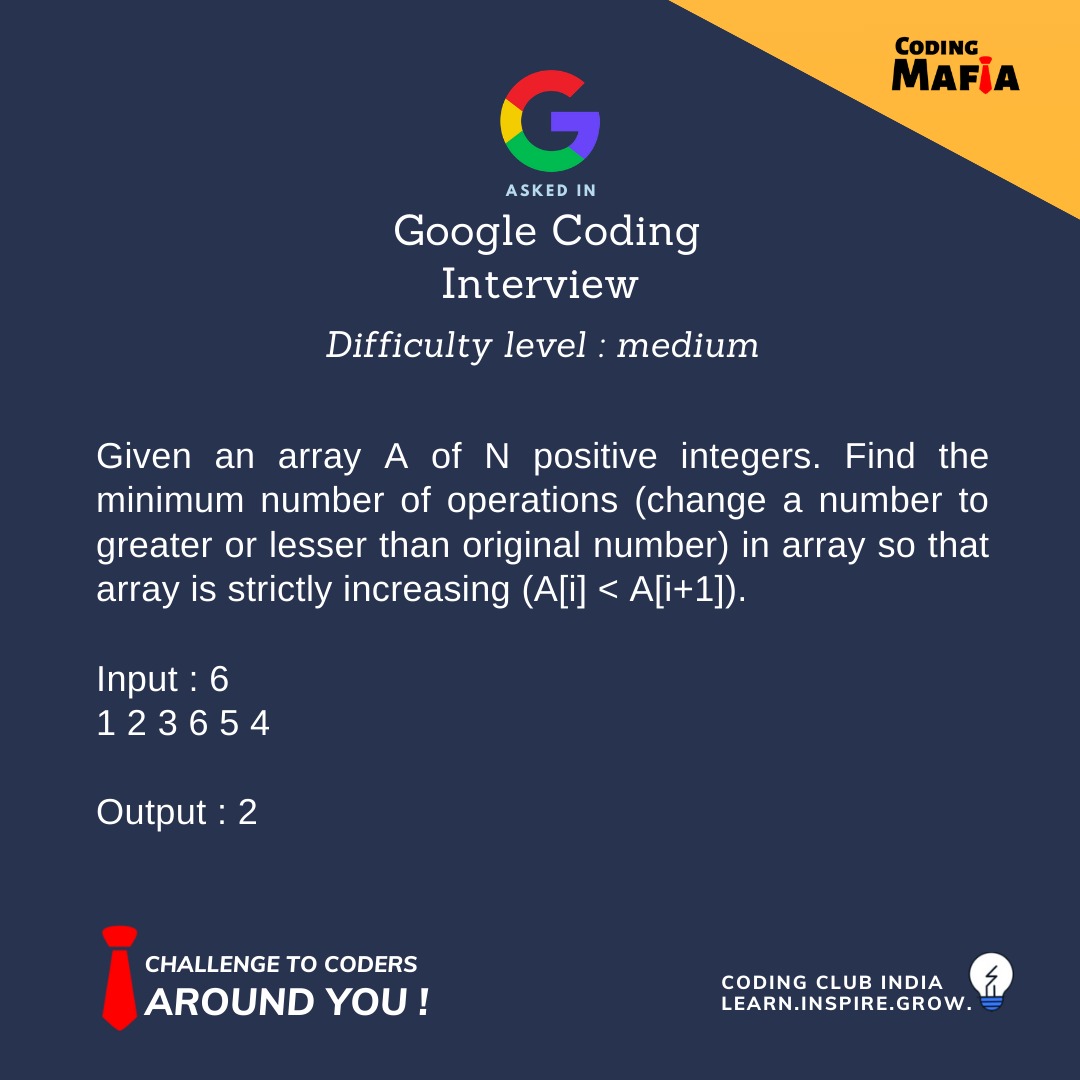 CODING
MAFIA
ASKED IN
Google Coding
Interview
Difficulty level : medium
Given an array A of N positive integers. Find the
minimum number of operations (change a number to
greater or lesser than original number) in array so that
array is strictly increasing (A[i] < A[i+1]).
Input : 6
1 2 3 6 5 4
Output : 2
CHALLENGE TO CODERS
AROUND YOU !
CODING CLUB INDIA
LEARN.INSPIRE.GROW.